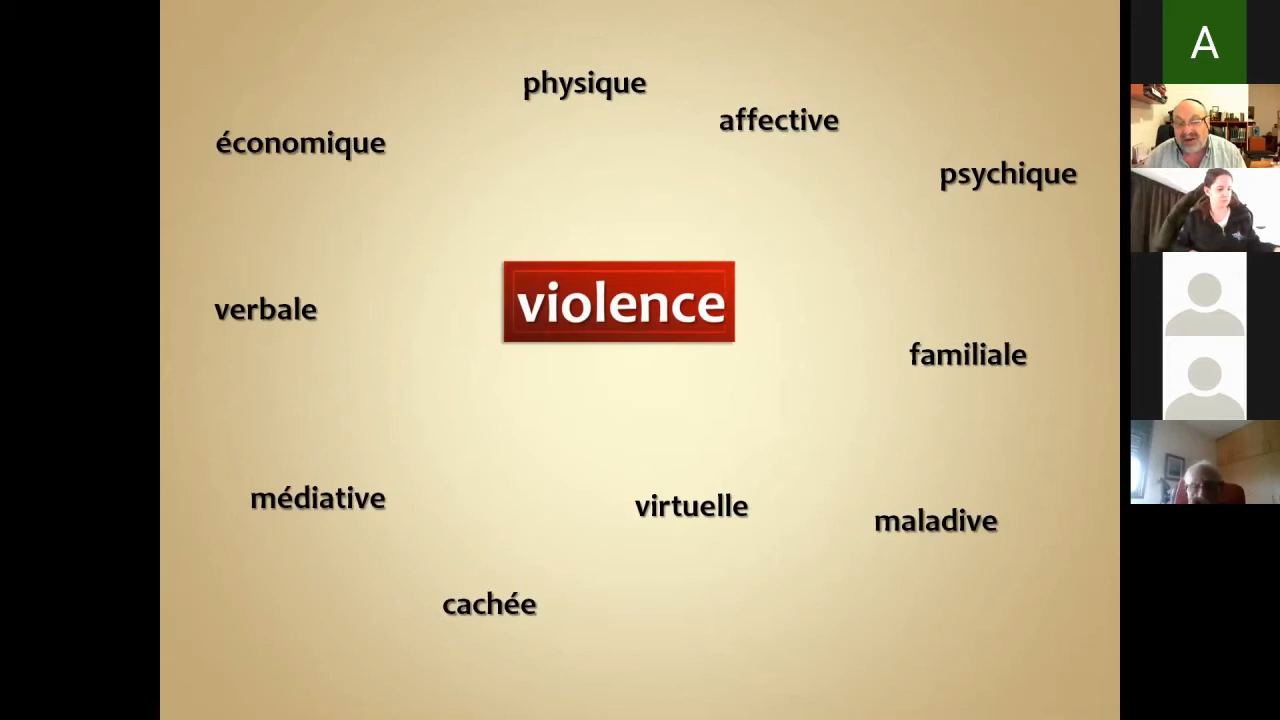 physique
affective
économique
psychique
violence
verbale
familiale
médiative
virtuelle
maladive
cachée
A